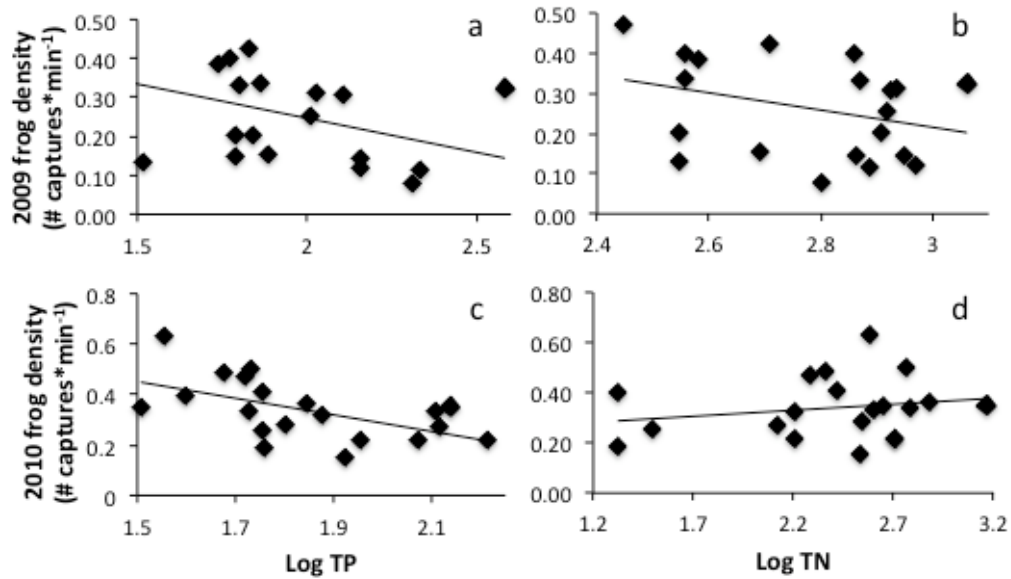 2009 frog density
(# captures*min⁻¹)
a
0.50
0.40
0.30
0.20
0.10
0.00
1.5 2 2.5
b
0.50
0.40
0.30
0.20
0.10
0.00
2.4 2.6 2.8 3
2010 frog density
(# captures*min⁻¹)
c
0.8
0.6
0.4
0.2
0
1.5 1.7 1.9 2.1
Log TP
d
0.80
0.60
0.40
0.20
0.00
1.2 1.7 2.2 2.7 3.2
Log TN